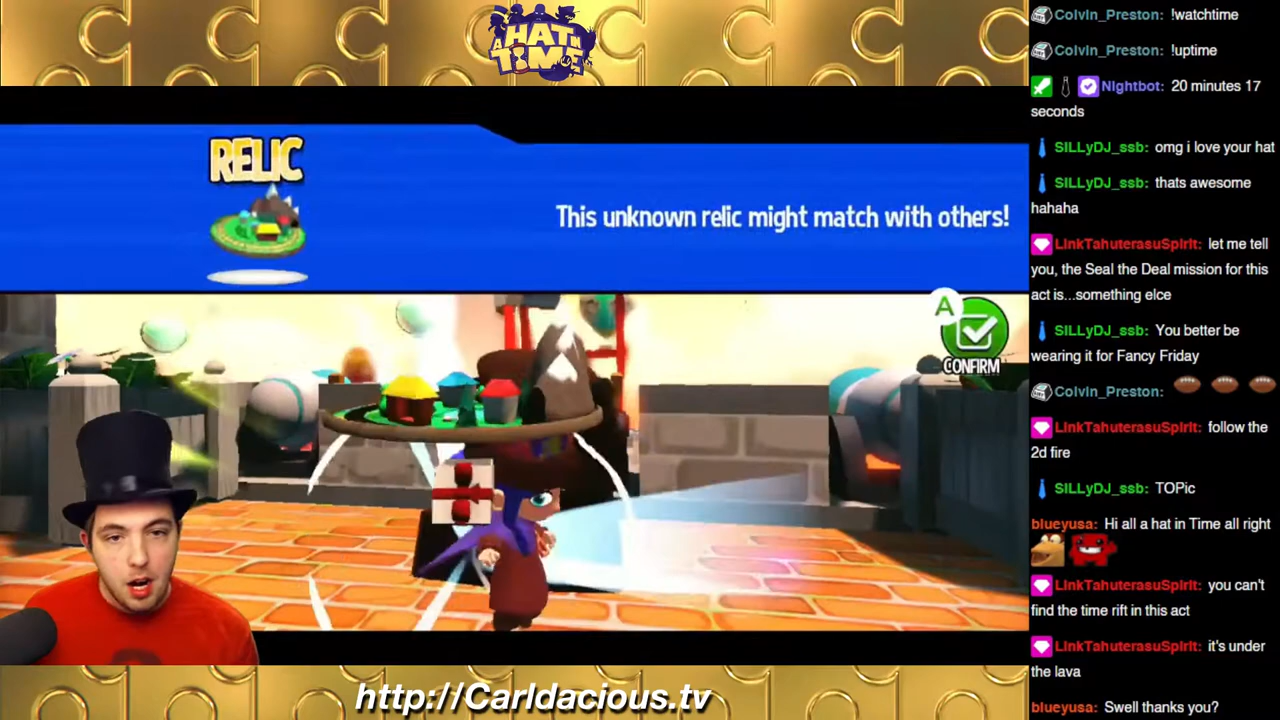 A HAT IN TIME
RELIC
This unknown relic might match with others!
A
CONFIRM
http://Carldacious.tv
Colvin_Preston: !watchtime
Colvin_Preston: !uptime
Nightbot: 20 minutes 17
seconds
SILLyDJ_ssb: omg i love your hat
SILLyDJ_ssb: thats awesome
hahaha
LinkTahuterasuSpirit: let me tell
you, the Seal the Deal mission for this
act is...something elce
SILLyDJ_ssb: You better be
wearing it for Fancy Friday
Colvin_Preston:
LinkTahuterasuSpirit: follow the
2d fire
SILLyDJ_ssb: TOPic
blueyusa: Hi all a hat in Time all right
LinkTahuterasuSpirit: you can't
find the time rift in this act
LinkTahuterasuSpirit: it's under
the lava
blueyusa: Swell thanks you?